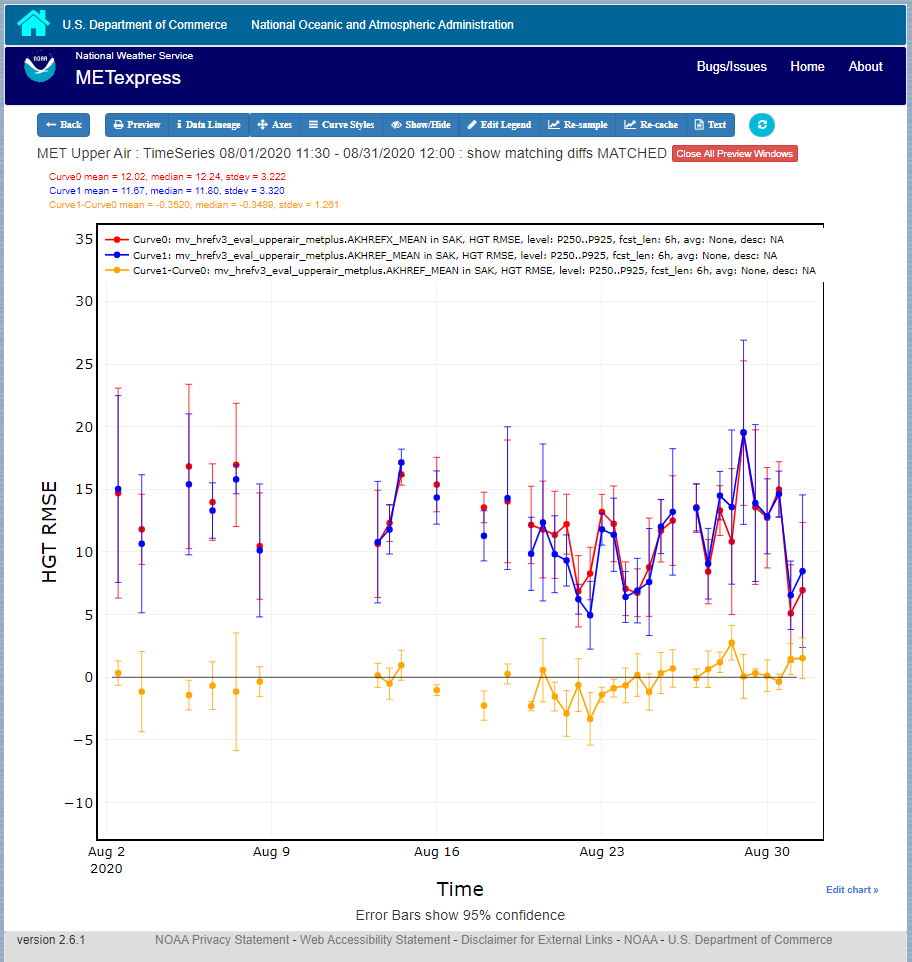 U.S. Department of Commerce National Oceanic and Atmospheric Administration
NOAA
National Weather Service
METexpress
Bugs/Issues Home About
Back Preview Data Lineage Axes Curve Styles Show/Hide Edit Legend Re-sample Re-cache Text
MET Upper Air : TimeSeries 08/01/2020 11:30 - 08/31/2020 12:00 : show matching diffs MATCHED Close All Preview Windows
Curve0 mean = 12.02, median = 12.24, stdev = 3.222
Curve1 mean = 11.67, median = 11.80, stdev = 3.320
Curve1-Curve0 mean = -0.3520, median = -0.3489, stdev = 1.261
Curve0: mv_hrefv3_eval_upperair_metplus.AKHREFX_MEAN in SAK, HGT RMSE, level: P250..P925, fcst_len: 6h, avg: None, desc: NA
Curve1: mv_hrefv3_eval_upperair_metplus.AKHREF_MEAN in SAK, HGT RMSE, level: P250..P925, fcst_len: 6h, avg: None, desc: NA
Curve1-Curve0: mv_hrefv3_eval_upperair_metplus.AKHREF_MEAN in SAK, HGT RMSE, level: P250..P925, fcst_len: 6h, avg: None, desc: NA
35
30
25
20
15
10
5
0
−5
−10
HGT RMSE
Aug 2 Aug 9 Aug 16 Aug 23 Aug 30
2020
Time
Edit chart »
Error Bars show 95% confidence
version 2.6.1 NOAA Privacy Statement - Web Accessibility Statement - Disclaimer for External Links - NOAA - U.S. Department of Commerce